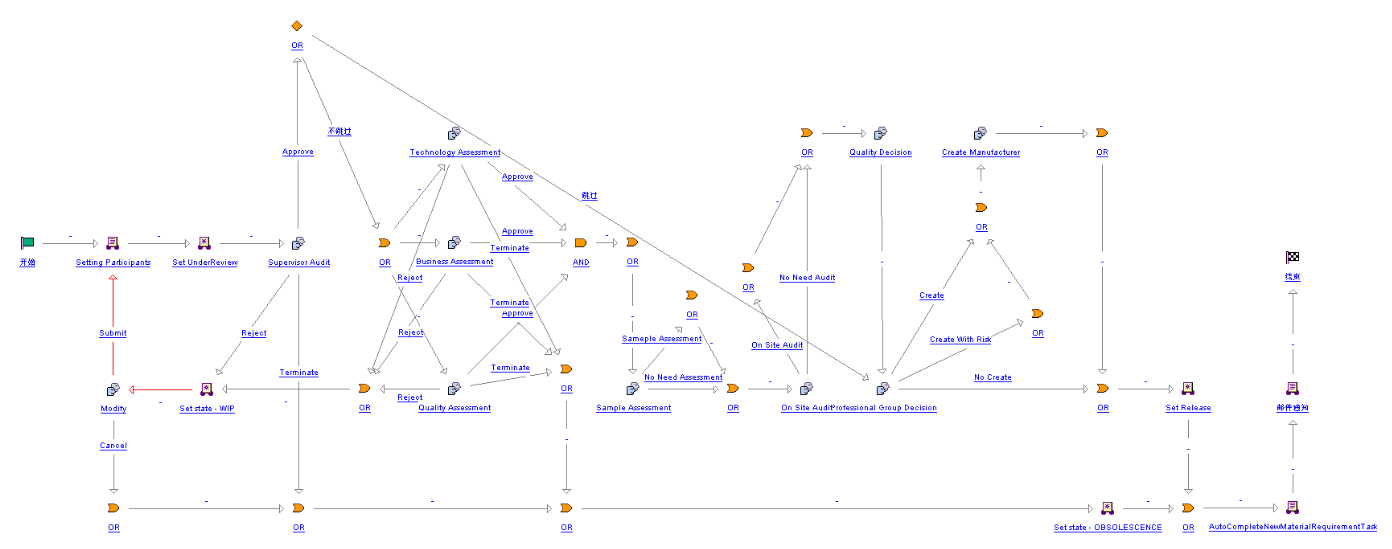 OR
不跳过
Approve
Technology Assessment
Approve
跳过
OR
Quality Decision
Create Manufacturer
OR
-
-
-
-
-
-
开始
Setting Participants
Set UnderReview
Supervisor Audit
OR
Business Assessment
Approve
Terminate
AND
OR
OR
结束
-
-
-
-
-
-
Reject
OR
No Need Audit
OR
-
-
-
Create
Submit
Reject
Reject
Terminate
Approve
OR
Sameple Assessment
On Site Audit
Create With Risk
OR
-
-
-
Terminate
Terminate
No Need Assessment
No Create
OR
-
-
-
Modify
Set state - WIP
OR
Reject
Quality Assessment
Sample Assessment
OR
On Site Audit
Professional Group Decision
OR
Set Release
邮件通知
-
-
-
-
Cancel
-
-
-
-
-
-
-
-
OR
OR
OR
Set state - OBSOLESCENCE
OR
AutoCompleteNewMaterialRequirementTask